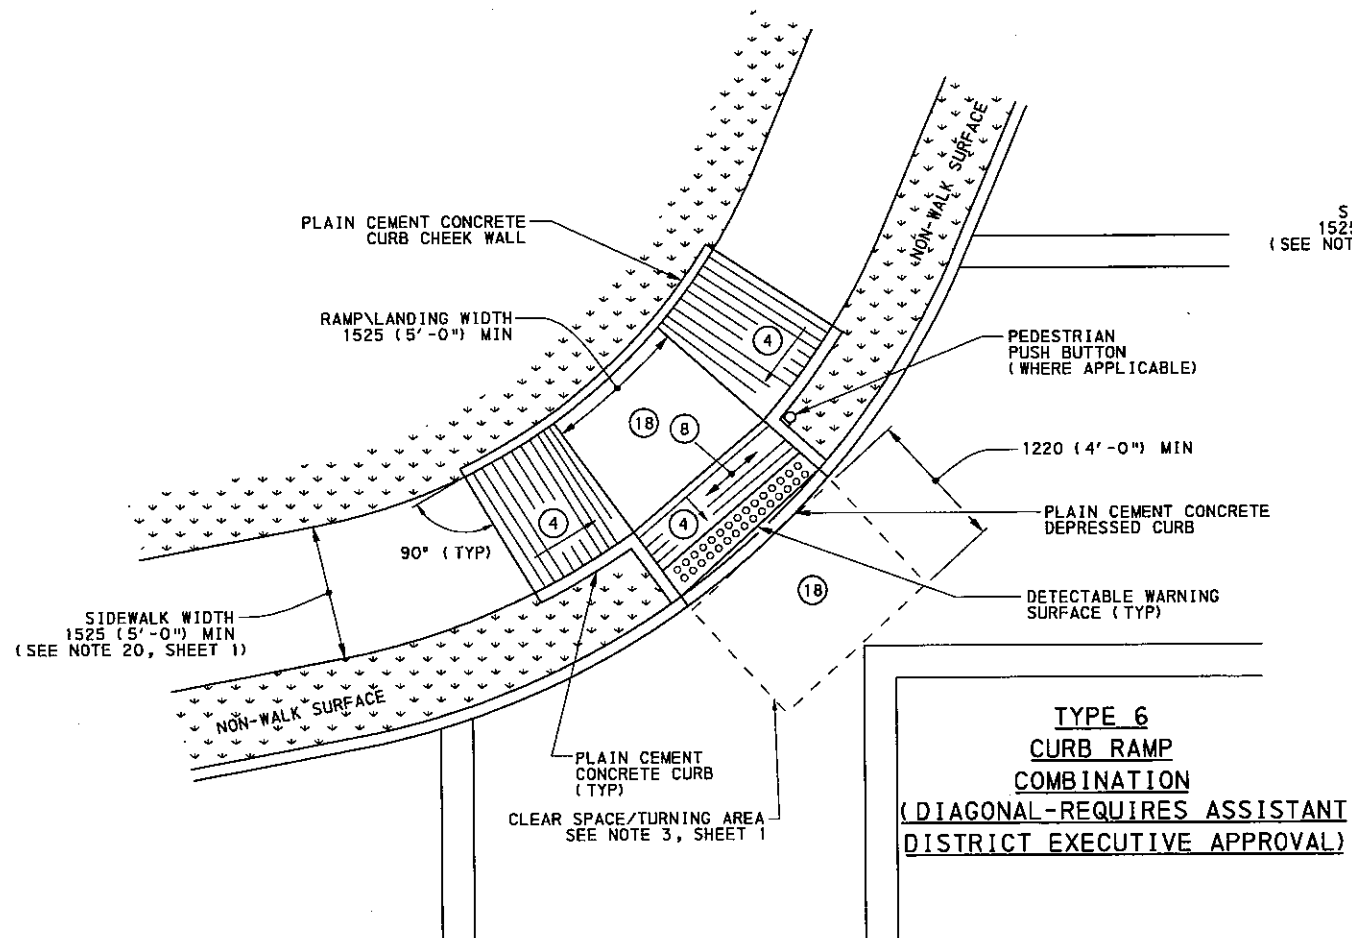 PLAIN CEMENT CONCRETE
CURB CHEEK WALL
RAMP\LANDING WIDTH
1525 (5'-0") MIN
NON-WALK SURFACE
S
1525
(SEE NOT
4
PEDESTRIAN
PUSH BUTTON
(WHERE APPLICABLE)
18
8
1220 (4'-0") MIN
4
4
90° (TYP)
PLAIN CEMENT CONCRETE
DEPRESSED CURB
18
DETECTABLE WARNING
SURFACE (TYP)
SIDEWALK WIDTH
1525 (5'-0") MIN
(SEE NOTE 20, SHEET 1)
NON-WALK SURFACE
PLAIN CEMENT
CONCRETE CURB
(TYP)
CLEAR SPACE/TURNING AREA
SEE NOTE 3, SHEET 1
TYPE 6
CURB RAMP
COMBINATION
(DIAGONAL-REQUIRES ASSISTANT
DISTRICT EXECUTIVE APPROVAL)